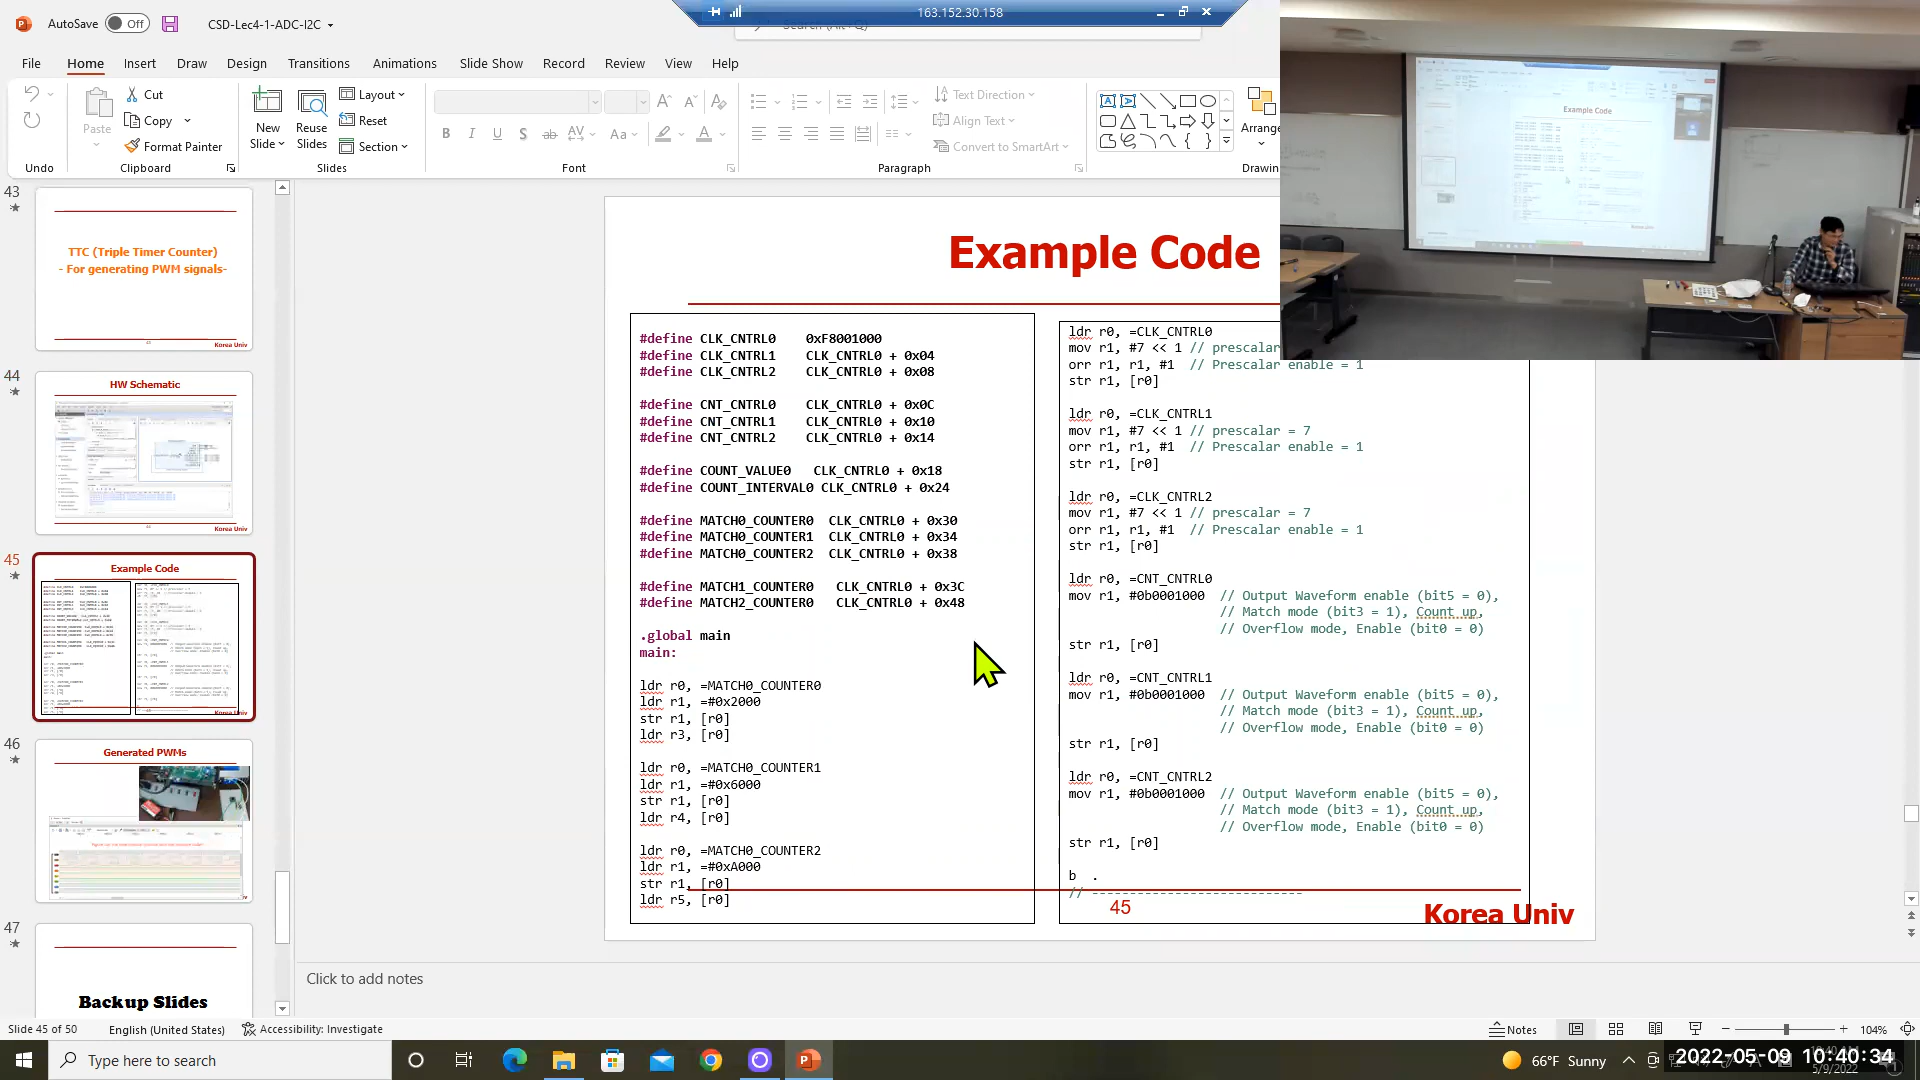 AutoSave Off CSD-Lec4-1-ADC-I2C
163.152.30.158
Search (Alt+Q)
File Home Insert Draw Design Transitions Animations Slide Show Record Review View Help
Paste
Cut
Copy
Format Painter
New Slide
Reuse Slides
Layout
Reset
Section
Text Direction
Align Text
Convert to SmartArt
Arrange
Undo Clipboard Slides Font Paragraph Drawin
43
TTC (Triple Timer Counter)
- For generating PWM signals-
Korea Univ
44
HW Schematic
Korea Univ
45
Example Code
Korea Univ
46
Generated PWMs
47
Backup Slides
Example Code
#define CLK_CNTRL0 0xF8001000
#define CLK_CNTRL1 CLK_CNTRL0 + 0x04
#define CLK_CNTRL2 CLK_CNTRL0 + 0x08
#define CNT_CNTRL0 CLK_CNTRL0 + 0x0C
#define CNT_CNTRL1 CLK_CNTRL0 + 0x10
#define CNT_CNTRL2 CLK_CNTRL0 + 0x14
#define COUNT_VALUE0 CLK_CNTRL0 + 0x18
#define COUNT_INTERVAL0 CLK_CNTRL0 + 0x24
#define MATCH0_COUNTER0 CLK_CNTRL0 + 0x30
#define MATCH0_COUNTER1 CLK_CNTRL0 + 0x34
#define MATCH0_COUNTER2 CLK_CNTRL0 + 0x38
#define MATCH1_COUNTER0 CLK_CNTRL0 + 0x3C
#define MATCH2_COUNTER0 CLK_CNTRL0 + 0x48
.global main
main:
ldr r0, =MATCH0_COUNTER0
ldr r1, =#0x2000
str r1, [r0]
ldr r3, [r0]
ldr r0, =MATCH0_COUNTER1
ldr r1, =#0x6000
str r1, [r0]
ldr r4, [r0]
ldr r0, =MATCH0_COUNTER2
ldr r1, =#0xA000
str r1, [r0]
ldr r5, [r0]
ldr r0, =CLK_CNTRL0
mov r1, #7 << 1 // prescalar
orr r1, r1, #1 // Prescalar enable = 1
str r1, [r0]
ldr r0, =CLK_CNTRL1
mov r1, #7 << 1 // prescalar = 7
orr r1, r1, #1 // Prescalar enable = 1
str r1, [r0]
ldr r0, =CLK_CNTRL2
mov r1, #7 << 1 // prescalar = 7
orr r1, r1, #1 // Prescalar enable = 1
str r1, [r0]
ldr r0, =CNT_CNTRL0
mov r1, #0b0001000 // Output Waveform enable (bit5 = 0),
// Match mode (bit3 = 1), Count up,
// Overflow mode, Enable (bit0 = 0)
str r1, [r0]
ldr r0, =CNT_CNTRL1
mov r1, #0b0001000 // Output Waveform enable (bit5 = 0),
// Match mode (bit3 = 1), Count up,
// Overflow mode, Enable (bit0 = 0)
str r1, [r0]
ldr r0, =CNT_CNTRL2
mov r1, #0b0001000 // Output Waveform enable (bit5 = 0),
// Match mode (bit3 = 1), Count up,
// Overflow mode, Enable (bit0 = 0)
str r1, [r0]
b .
// ----------------------------
45
Korea Univ
Example Code
Click to add notes
Slide 45 of 50 English (United States) Accessibility: Investigate Notes 104%
Type here to search
66°F Sunny
2022-05-09 10:40:34
5/9/2022